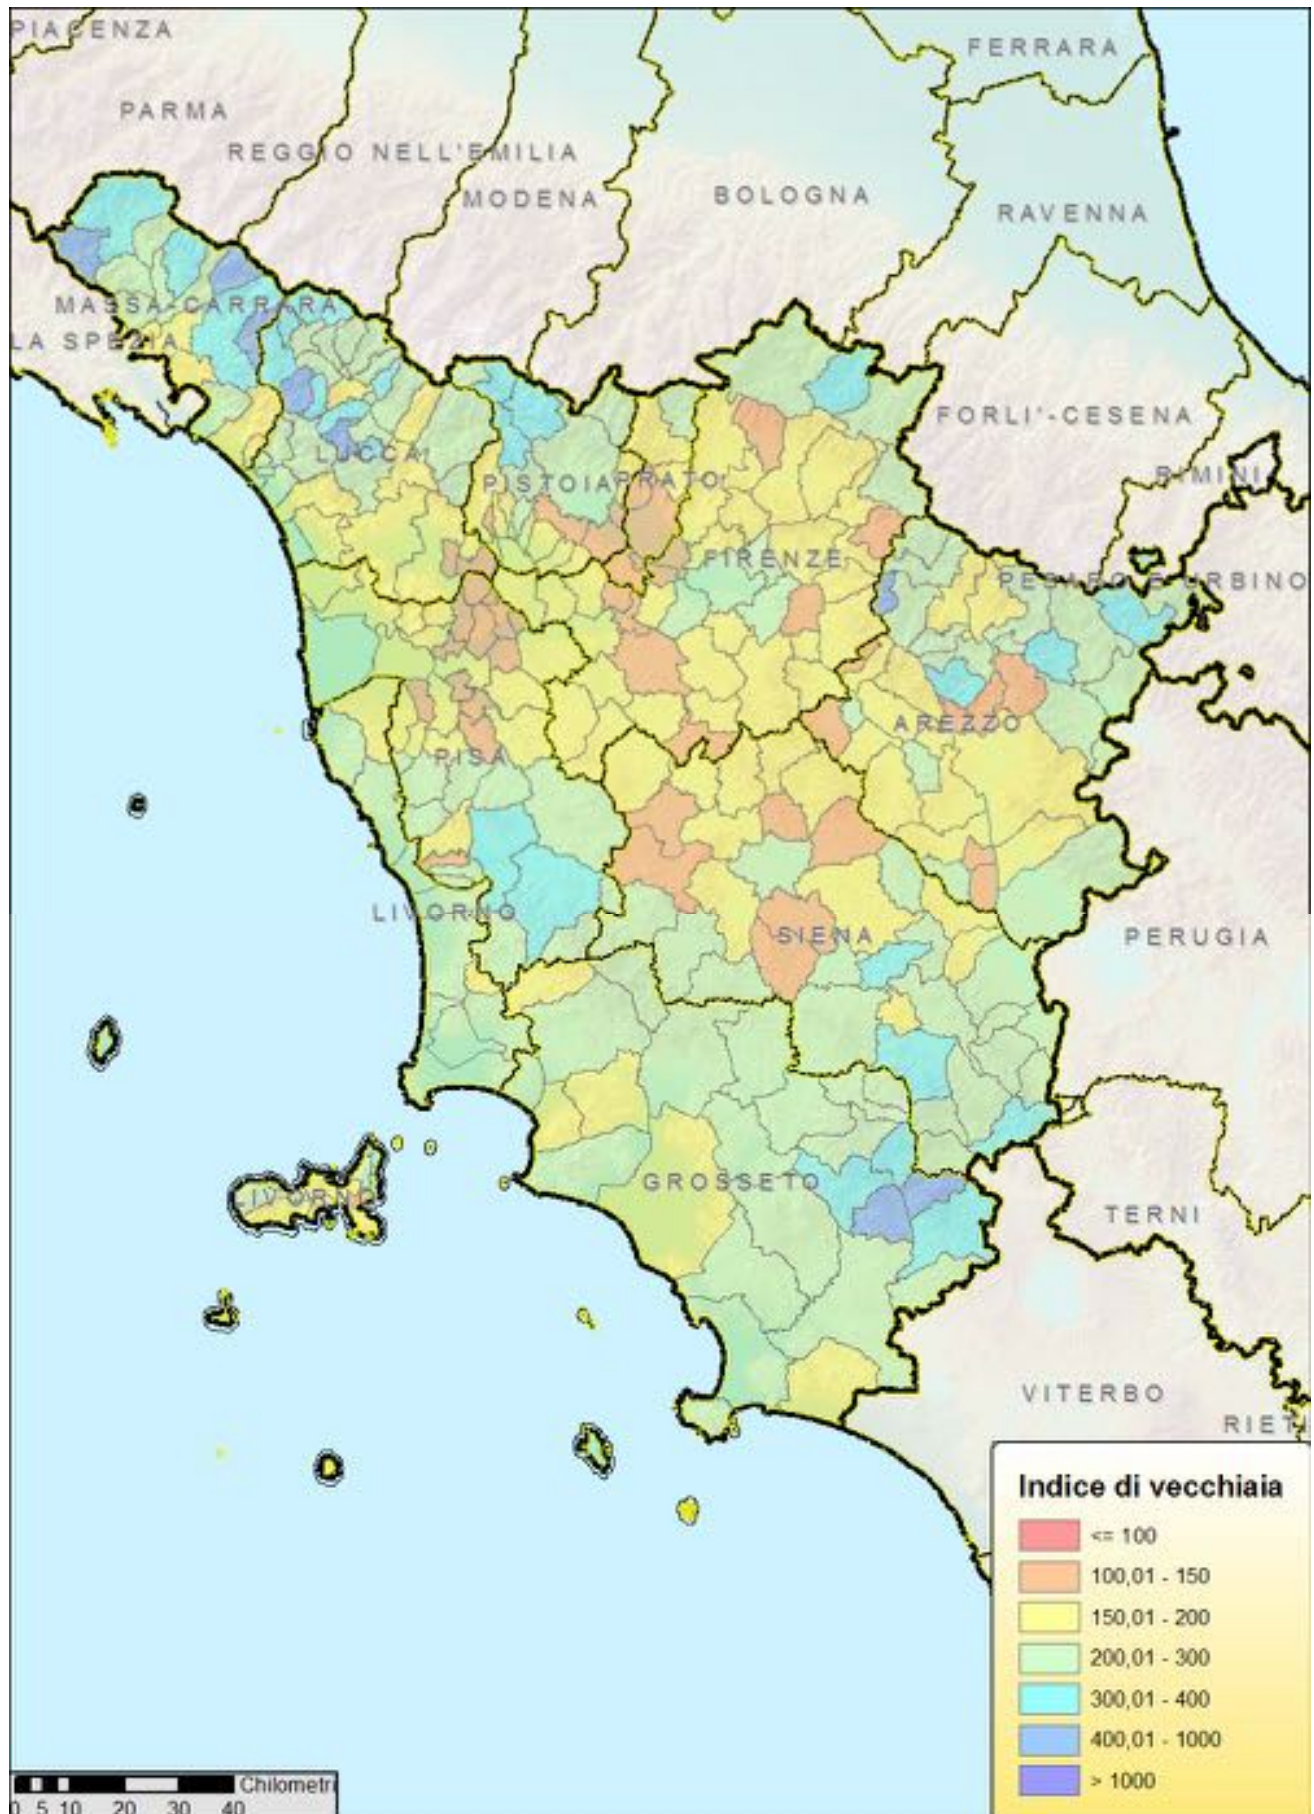 PIACENZA
FERRARA
PARMA
REGGIO NELL'EMILIA
MODENA
BOLOGNA
RAVENNA
MASSA-CARRARA
LA SPEZIA
FORLI'-CESENA
LUCCA
PISTOIA
PRATO
RIMINI
FIRENZE
PESARO E URBINO
AREZZO
PISA
LIVORNO
SIENA
PERUGIA
GROSSETO
LIVORNO
TERNI
VITERBO
RIETI
Indice di vecchiaia
<= 100
100,01 - 150
150,01 - 200
200,01 - 300
300,01 - 400
400,01 - 1000
> 1000
Chilometri
0 5 10 20 30 40